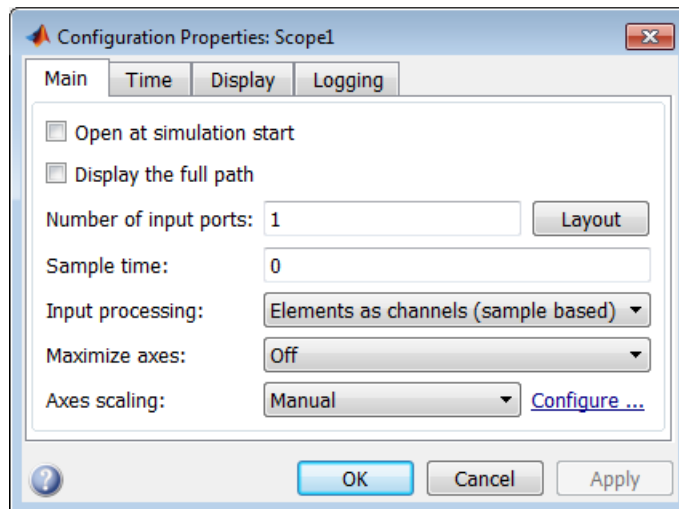 Configuration Properties: Scope1
Main Time Display Logging
Open at simulation start
Display the full path
Number of input ports: 1 Layout
Sample time: 0
Input processing: Elements as channels (sample based)
Maximize axes: Off
Axes scaling: Manual Configure ...
? OK Cancel Apply